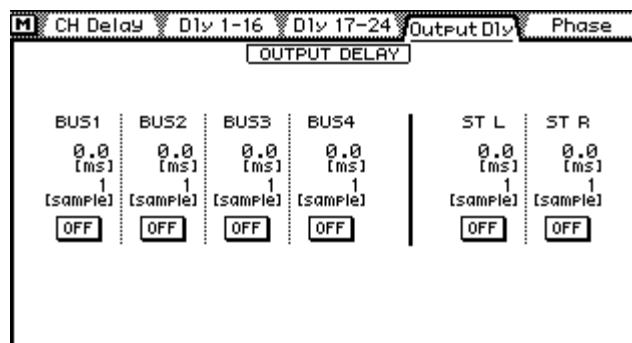 M CH Delay Dly 1-16 Dly 17-24 Output Dly Phase
OUTPUT DELAY
BUS1 BUS2 BUS3 BUS4 ST L ST R
0.0 0.0 0.0 0.0 0.0 0.0
[ms] [ms] [ms] [ms] [ms] [ms]
1 1 1 1 1 1
[sample] [sample] [sample] [sample] [sample] [sample]
OFF OFF OFF OFF OFF OFF